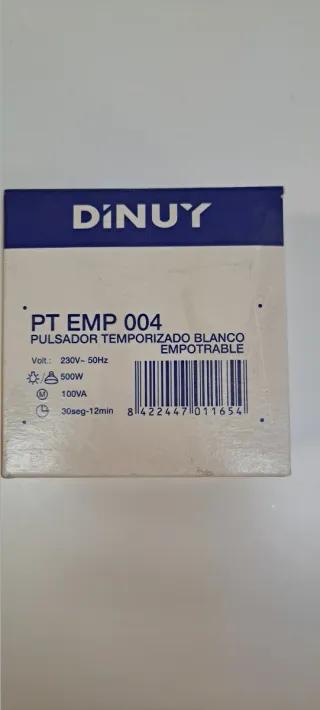 DINUY
PT EMP 004
PULSADOR TEMPORIZADO BLANCO
EMPOTRABLE
Volt.: 230V~ 50Hz
/ 500W
M 100VA
30seg-12min
8 422447 011654